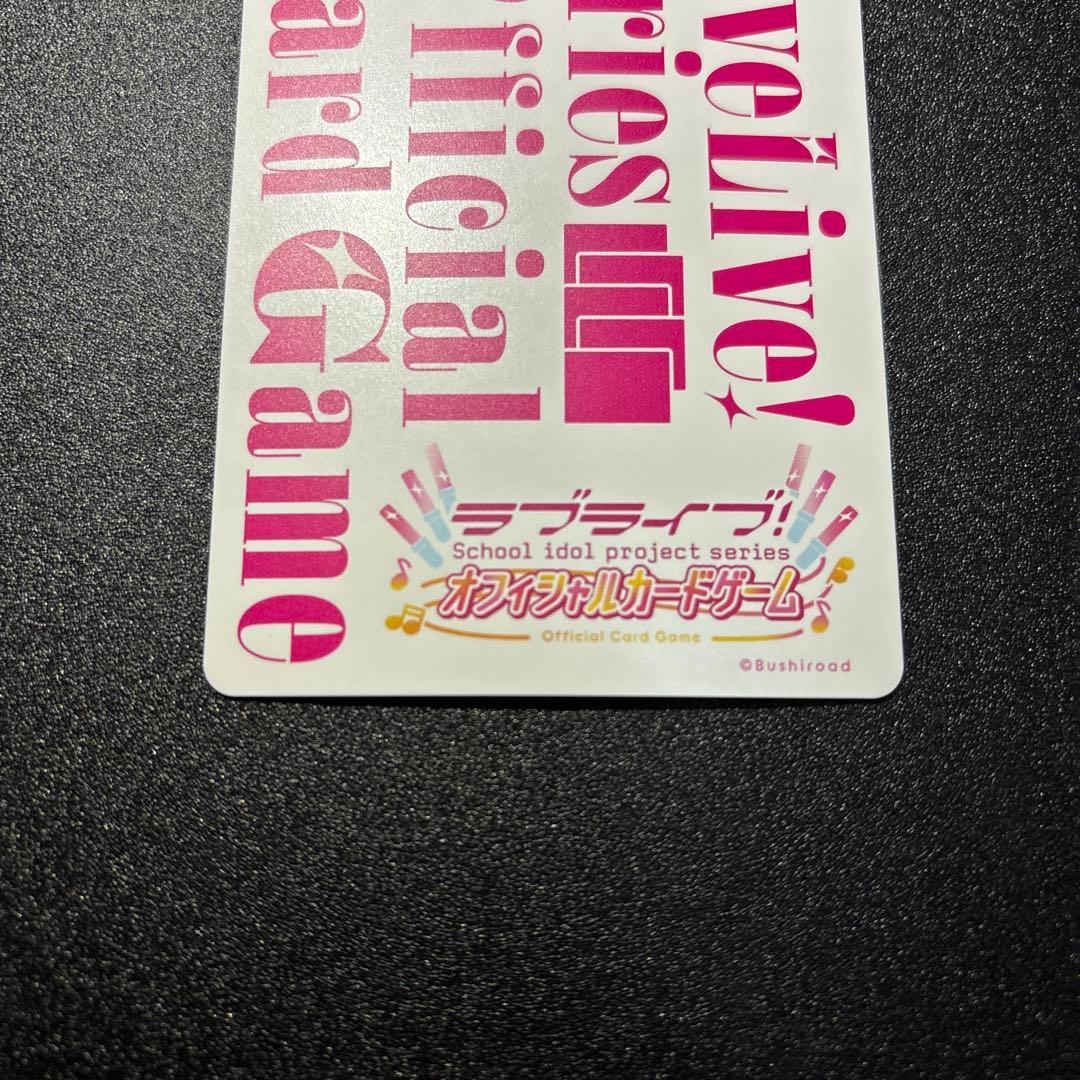 veLive!
ries
fficial
ard Game
ラブライブ!
School idol project series
オフィシャルカードゲーム
Official Card Game
©Bushiroad